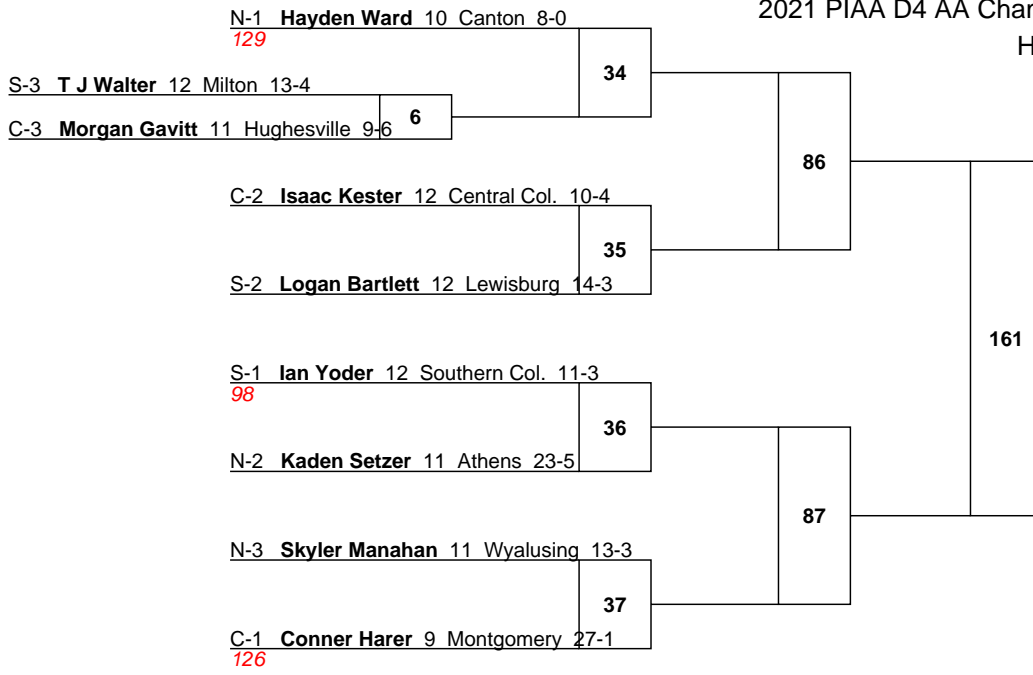 2021 PIAA D4 AA Char
H
N-1 Hayden Ward 10 Canton 8-0
129
34
S-3 T J Walter 12 Milton 13-4
6
C-3 Morgan Gavitt 11 Hughesville 9-6
86
C-2 Isaac Kester 12 Central Col. 10-4
35
S-2 Logan Bartlett 12 Lewisburg 14-3
161
S-1 Ian Yoder 12 Southern Col. 11-3
98
36
N-2 Kaden Setzer 11 Athens 23-5
87
N-3 Skyler Manahan 11 Wyalusing 13-3
37
C-1 Conner Harer 9 Montgomery 27-1
126